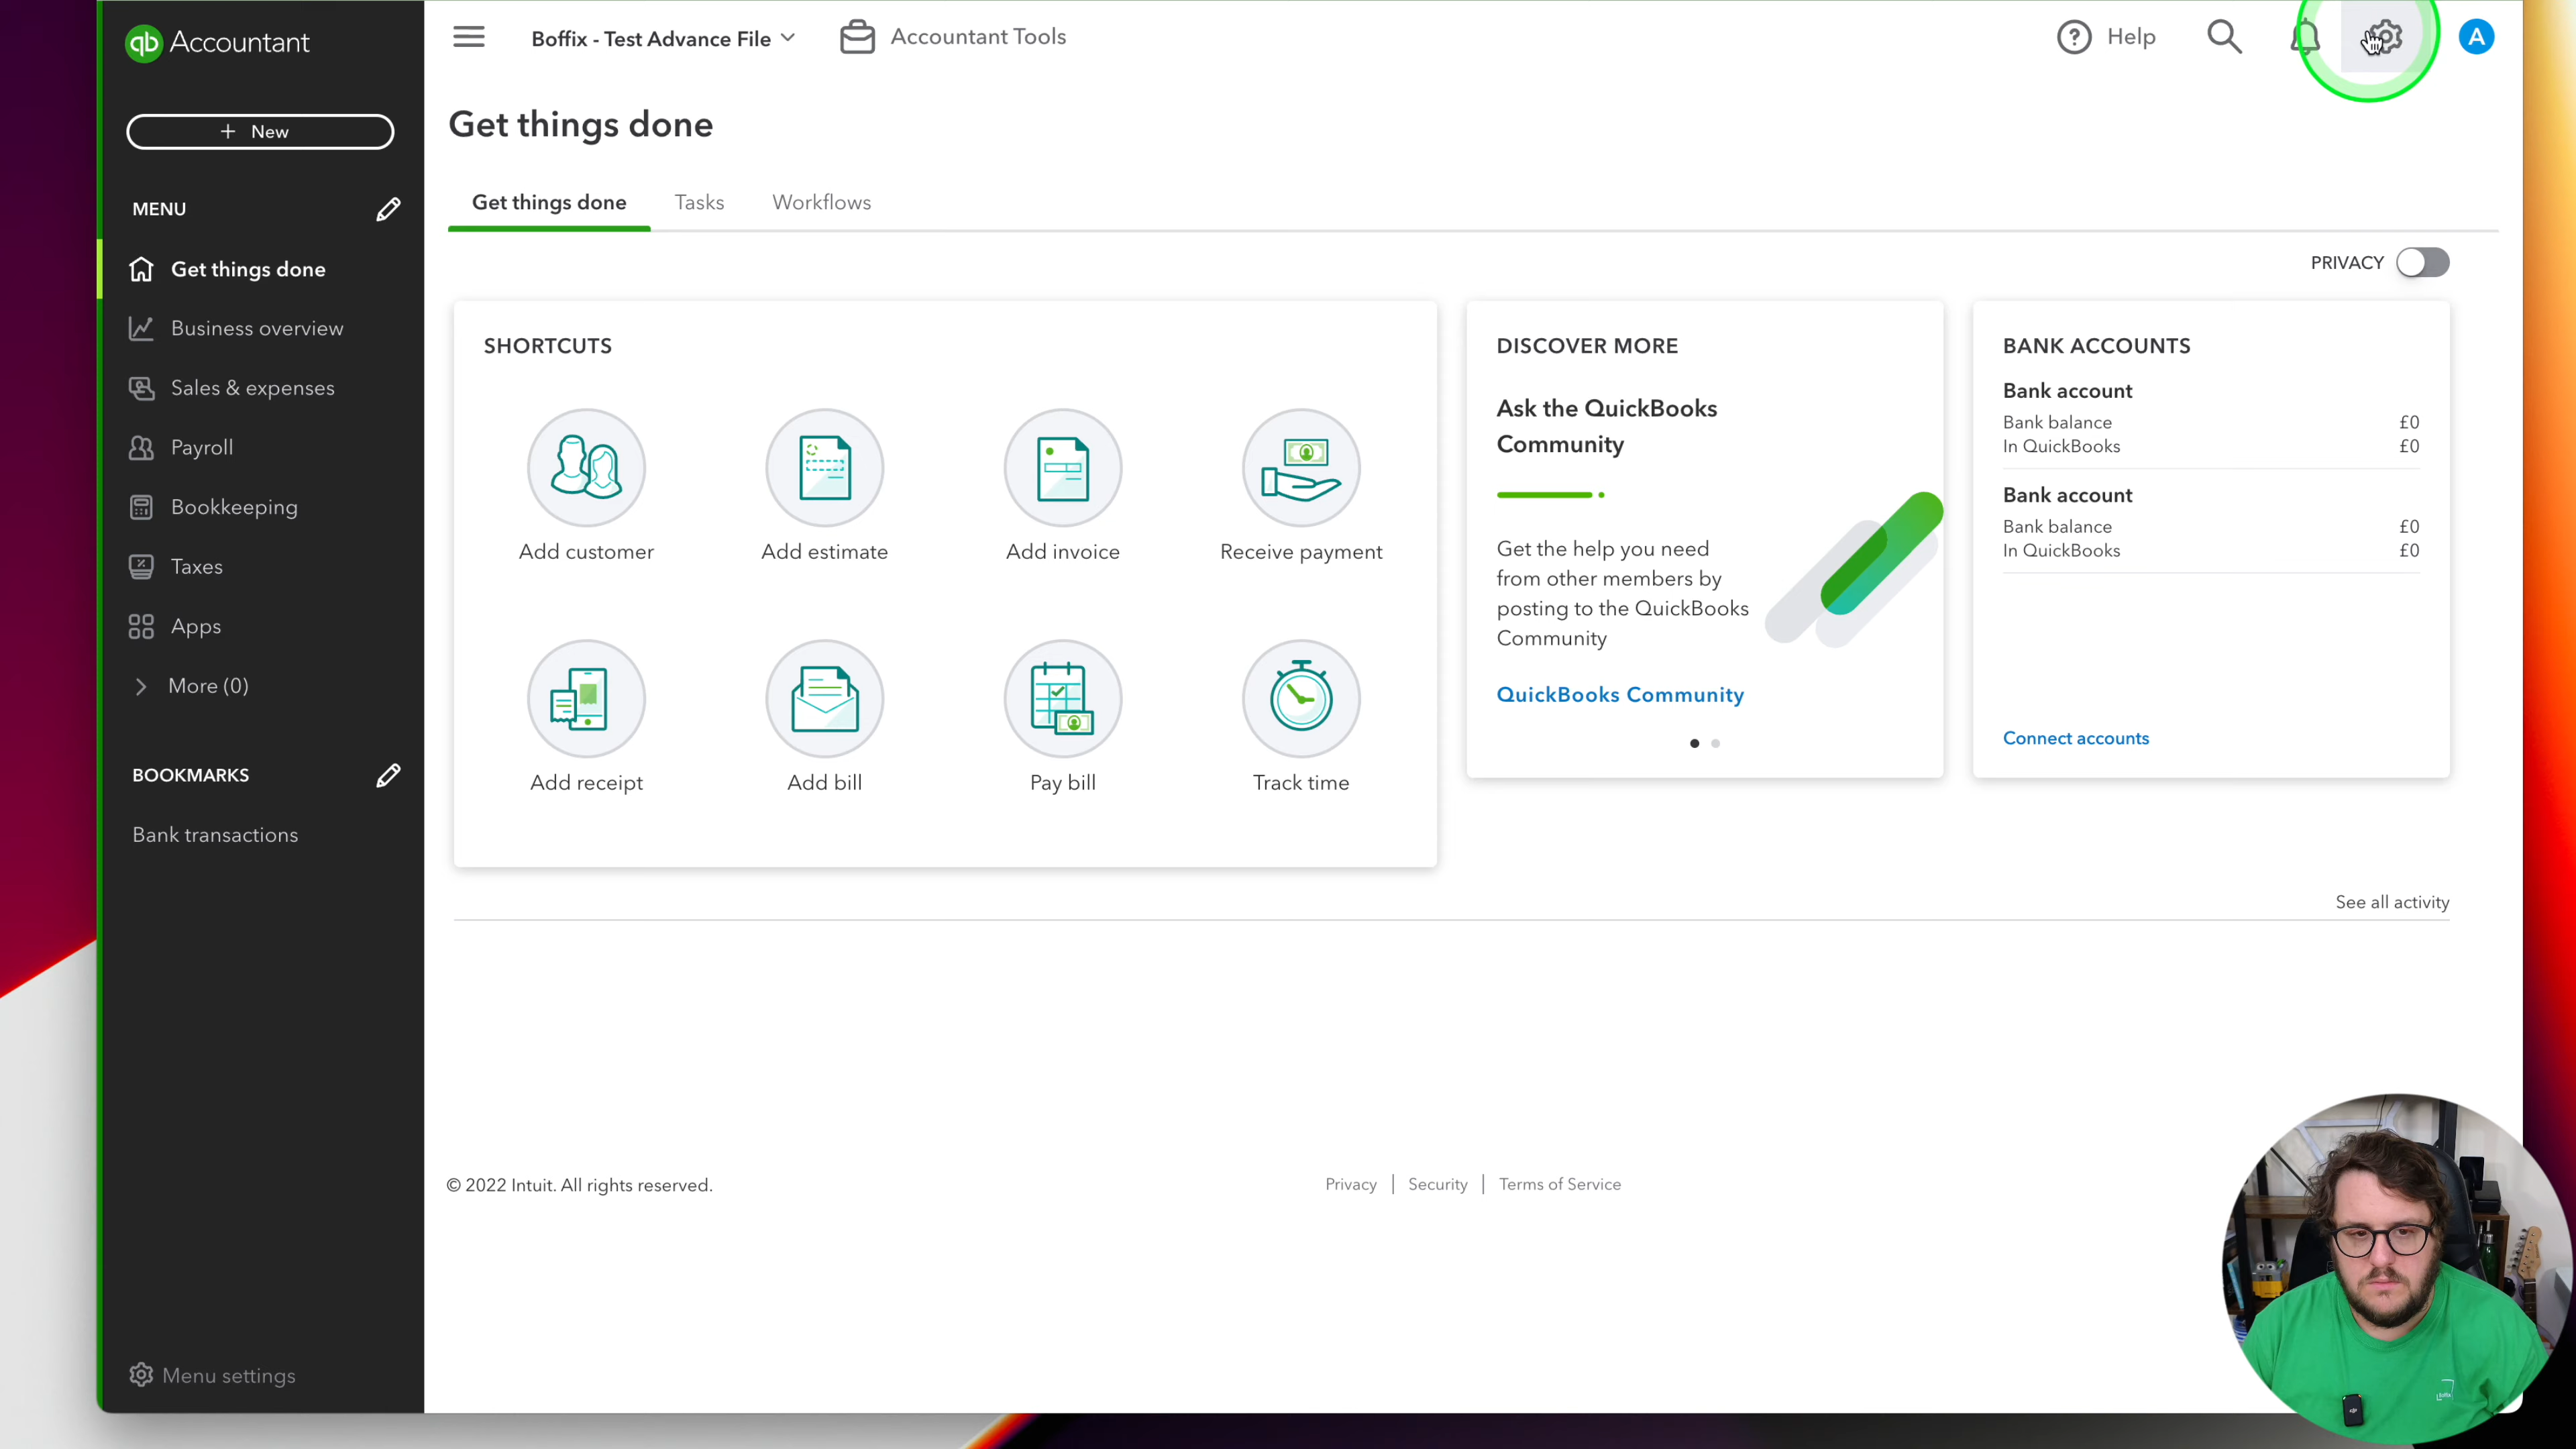 qb Accountant
Boffix - Test Advance File
Accountant Tools
Help
A
+ New
Get things done
MENU
Get things done
Tasks
Workflows
Get things done
PRIVACY
Business overview
Sales & expenses
Payroll
Bookkeeping
Taxes
Apps
More (0)
BOOKMARKS
Bank transactions
Menu settings
SHORTCUTS
Add customer
Add estimate
Add invoice
Receive payment
Add receipt
Add bill
Pay bill
Track time
DISCOVER MORE
Ask the QuickBooks
Community
Get the help you need
from other members by
posting to the QuickBooks
Community
QuickBooks Community
BANK ACCOUNTS
Bank account
Bank balance £0
In QuickBooks £0
Bank account
Bank balance £0
In QuickBooks £0
Connect accounts
See all activity
© 2022 Intuit. All rights reserved.
Privacy | Security | Terms of Service